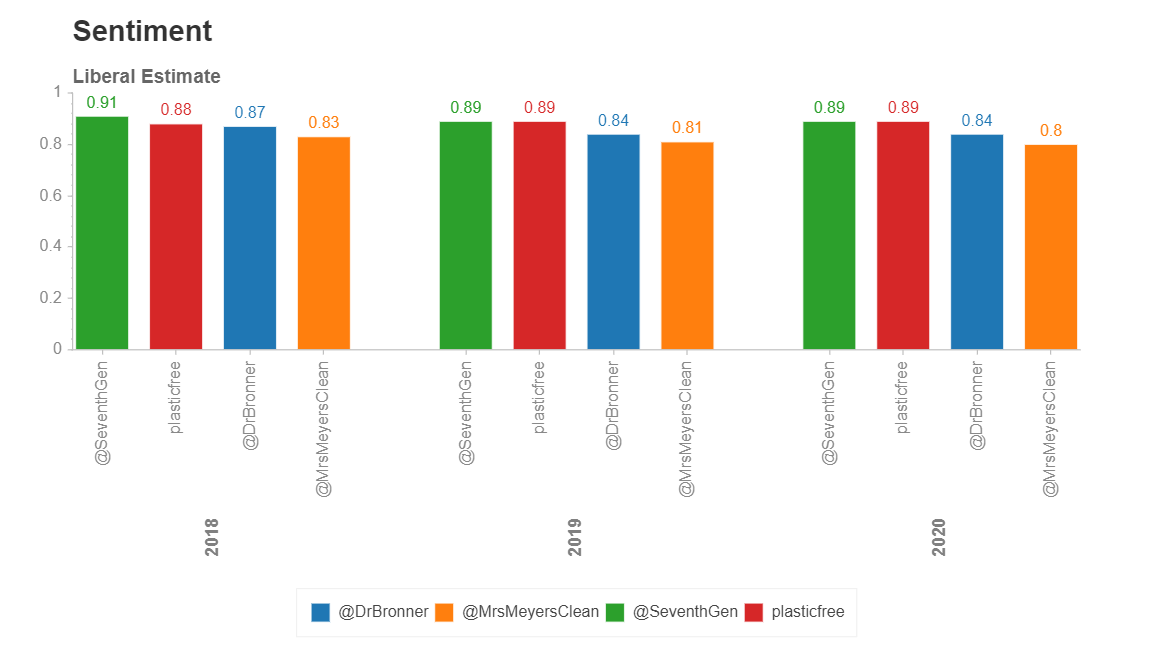 Sentiment
Liberal Estimate
1
0.8
0.6
0.4
0.2
0
0.91
0.88
0.87
0.83
0.89
0.89
0.84
0.81
0.89
0.89
0.84
0.8
@SeventhGen
plasticfree
@DrBronner
@MrsMeyersClean
@SeventhGen
plasticfree
@DrBronner
@MrsMeyersClean
@SeventhGen
plasticfree
@DrBronner
@MrsMeyersClean
2018
2019
2020
@DrBronner @MrsMeyersClean @SeventhGen plasticfree